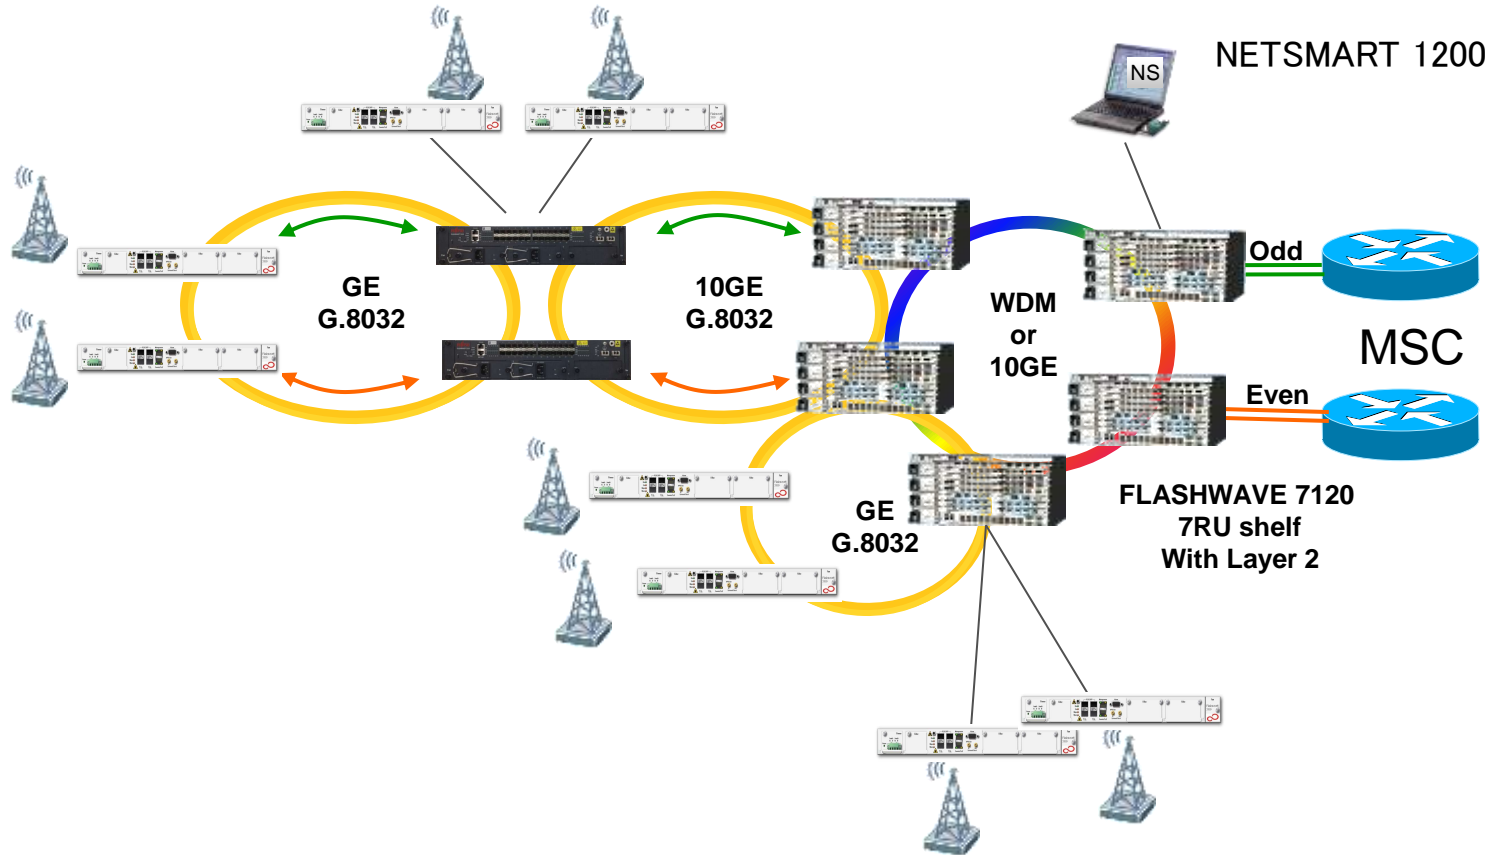 NETSMART 1200
NS
Odd
GE
G.8032
10GE
G.8032
WDM
or
10GE
MSC
Even
GE
G.8032
FLASHWAVE 7120
7RU shelf
With Layer 2